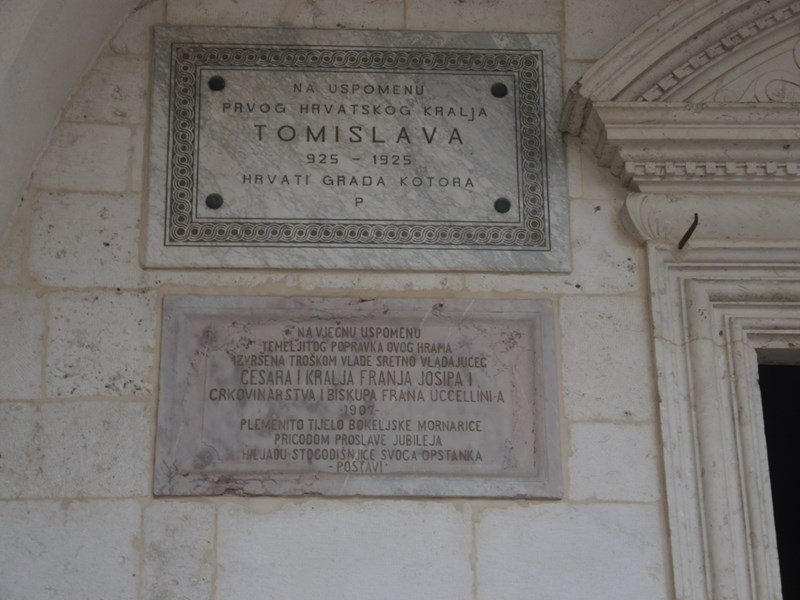 NA USPOMENU
PRVOG HRVATSKOG KRALJA
TOMISLAVA
925 - 1925
HRVATI GRADA KOTORA
P
NA VJEČNU USPOMENU
TEMELJITOG POPRAVKA OVOG HRAMA
IZVRŠENA TROŠKOM VLADE SRETNO VLADAJUĆEG
CESARA I KRALJA FRANJA JOSIPA I
CRKOVINARSTVA I BISKUPA FRANA UCCELLINI-A
-1907-
PLEMENITO TIJELO BOKELJSKE MORNARICE
PRIGODOM PROSLAVE JUBILEJA
HILJADU-STOGODIŠNJICE SVOGA OPSTANKA
-POSTAVI-